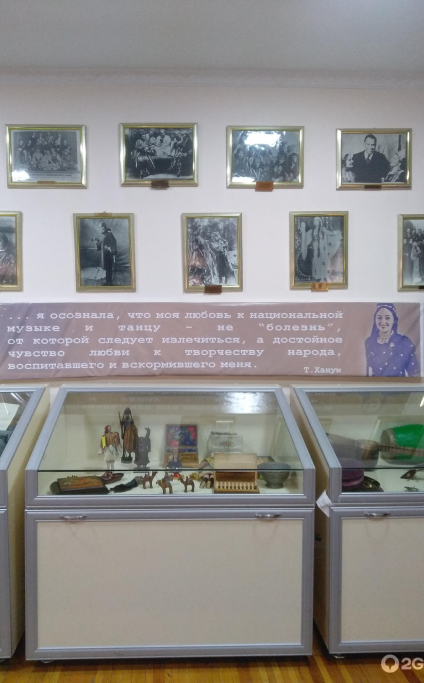 ... я осознала, что моя любовь к национальной
музыке и танцу - не "болезнь",
от которой следует излечиться, а достойное
чувство любви к творчеству народа,
воспитавшего и вскормившего меня.
Т.Ханум
2G